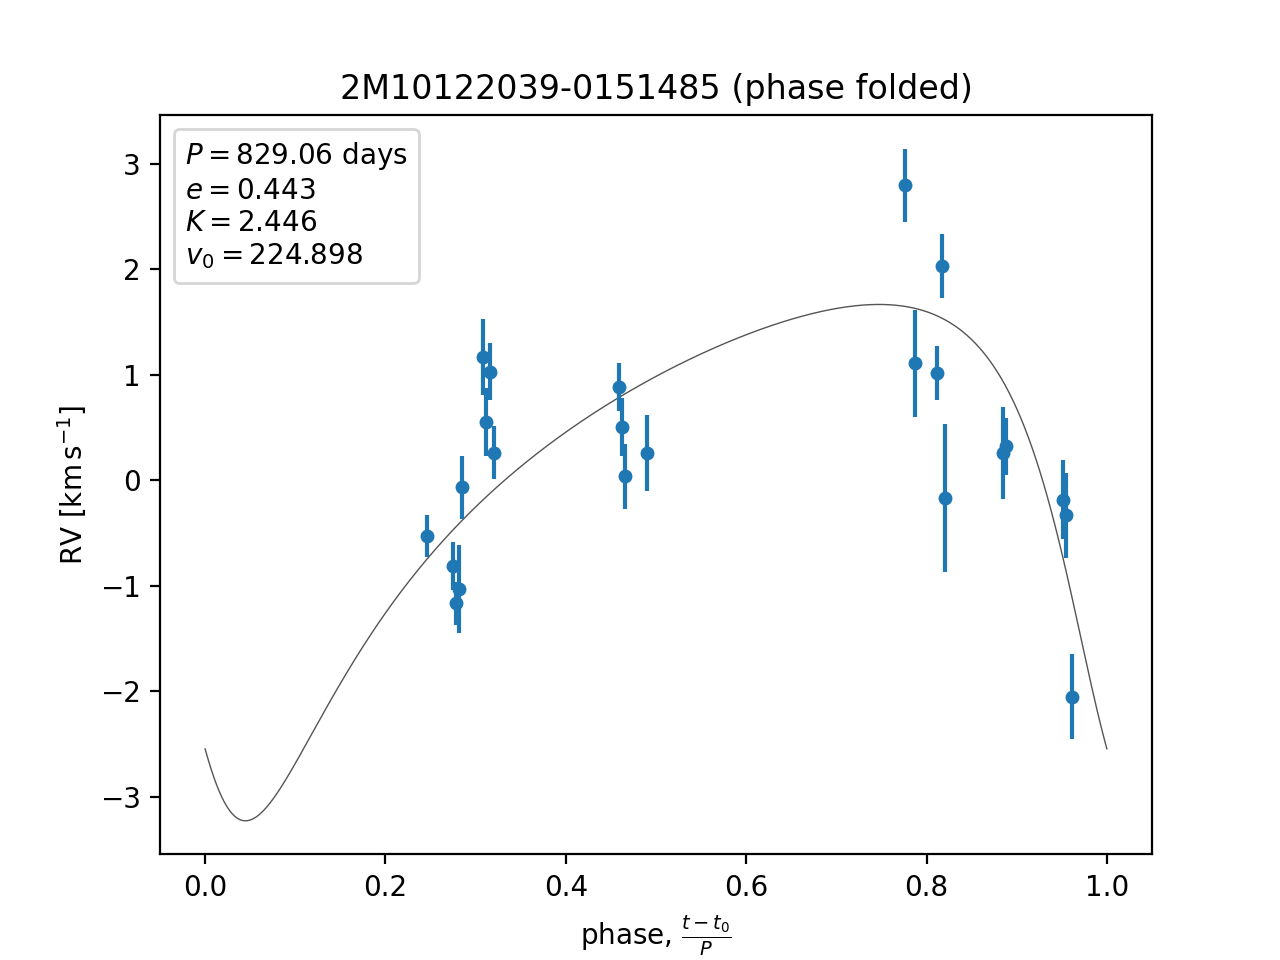 2M10122039-0151485 (phase folded)
P = 829.06 days
e = 0.443
K = 2.446
v₀ = 224.898
3
2
1
0
−1
−2
−3
RV [km s⁻¹]
0.0 0.2 0.4 0.6 0.8 1.0
phase, (t − t₀)/P